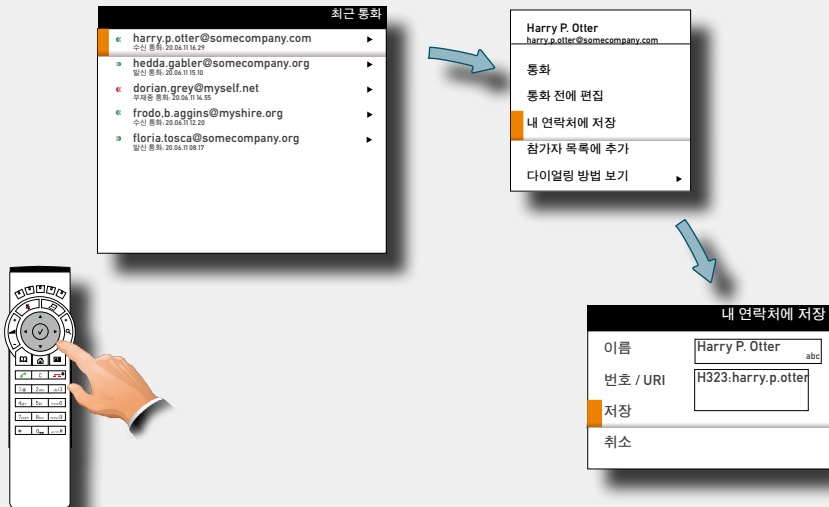 최근 통화
harry.p.otter@somecompany.com
수신 통화: 20.06.11 16.29
hedda.gabler@somecompany.org
발신 통화: 20.06.11 15.10
dorian.grey@myself.net
부재중 통화: 20.06.11 14.55
frodo.b.aggins@myshire.org
수신 통화: 20.06.11 12.20
floria.tosca@somecompany.org
발신 통화: 20.06.11 08.17
Harry P. Otter
harry.p.otter@somecompany.com
통화
통화 전에 편집
내 연락처에 저장
참가자 목록에 추가
다이얼링 방법 보기
내 연락처에 저장
이름
Harry P. Otter
abc
번호 / URI
H323:harry.p.otter
저장
취소